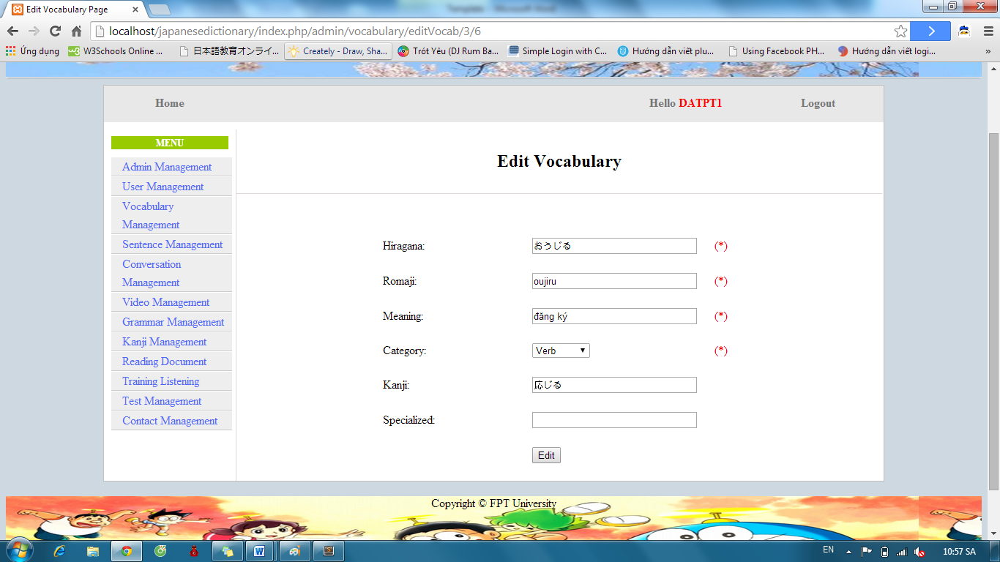 Edit Vocabulary Page
localhost/japanesedictionary/index.php/admin/vocabulary/editVocab/3/6
Ứng dụng W3Schools Online ... 日本語教育オンライ... Creately - Draw, Sha... Trót Yêu (DJ Rum Ba... Simple Login with C... Hướng dẫn viết plu... Using Facebook PH... Hướng dẫn viết logi... »
Home Hello DATPT1 Logout
MENU
Admin Management
User Management
Vocabulary
Management
Sentence Management
Conversation
Management
Video Management
Grammar Management
Kanji Management
Reading Document
Training Listening
Test Management
Contact Management
Edit Vocabulary
Hiragana: おうじる (*)
Romaji: oujiru (*)
Meaning: đăng ký (*)
Category: Verb (*)
Kanji: 応じる
Specialized:
Edit
Copyright © FPT University
EN 10:57 SA